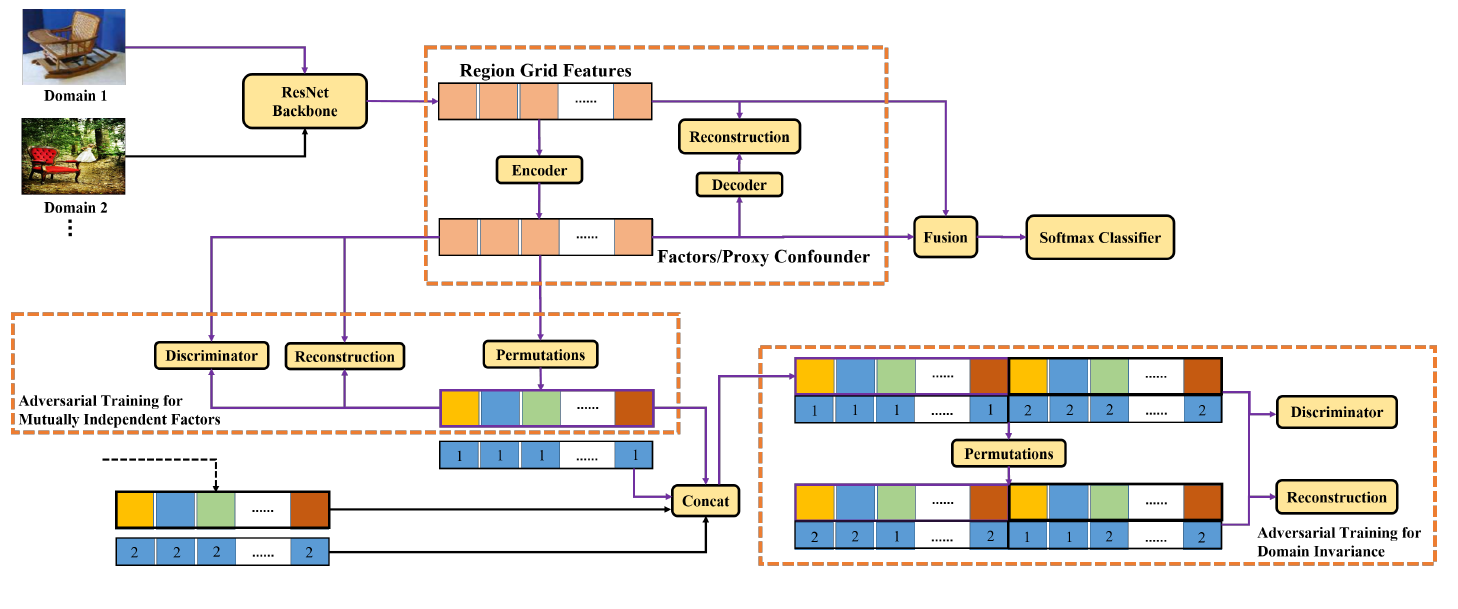 Domain 1
Domain 2
⋮
ResNet
Backbone
Region Grid Features
......
Encoder
Reconstruction
Decoder
......
Factors/Proxy Confounder
Fusion
Softmax Classifier
Discriminator
Reconstruction
Permutations
Adversarial Training for
Mutually Independent Factors
......
1 1 1 ...... 1
......
2 2 2 ...... 2
Concat
...... ......
1 1 1 ...... 1 2 2 2 ...... 2
Permutations
...... ......
2 2 1 ...... 2 1 1 2 ...... 2
Discriminator
Reconstruction
Adversarial Training for
Domain Invariance